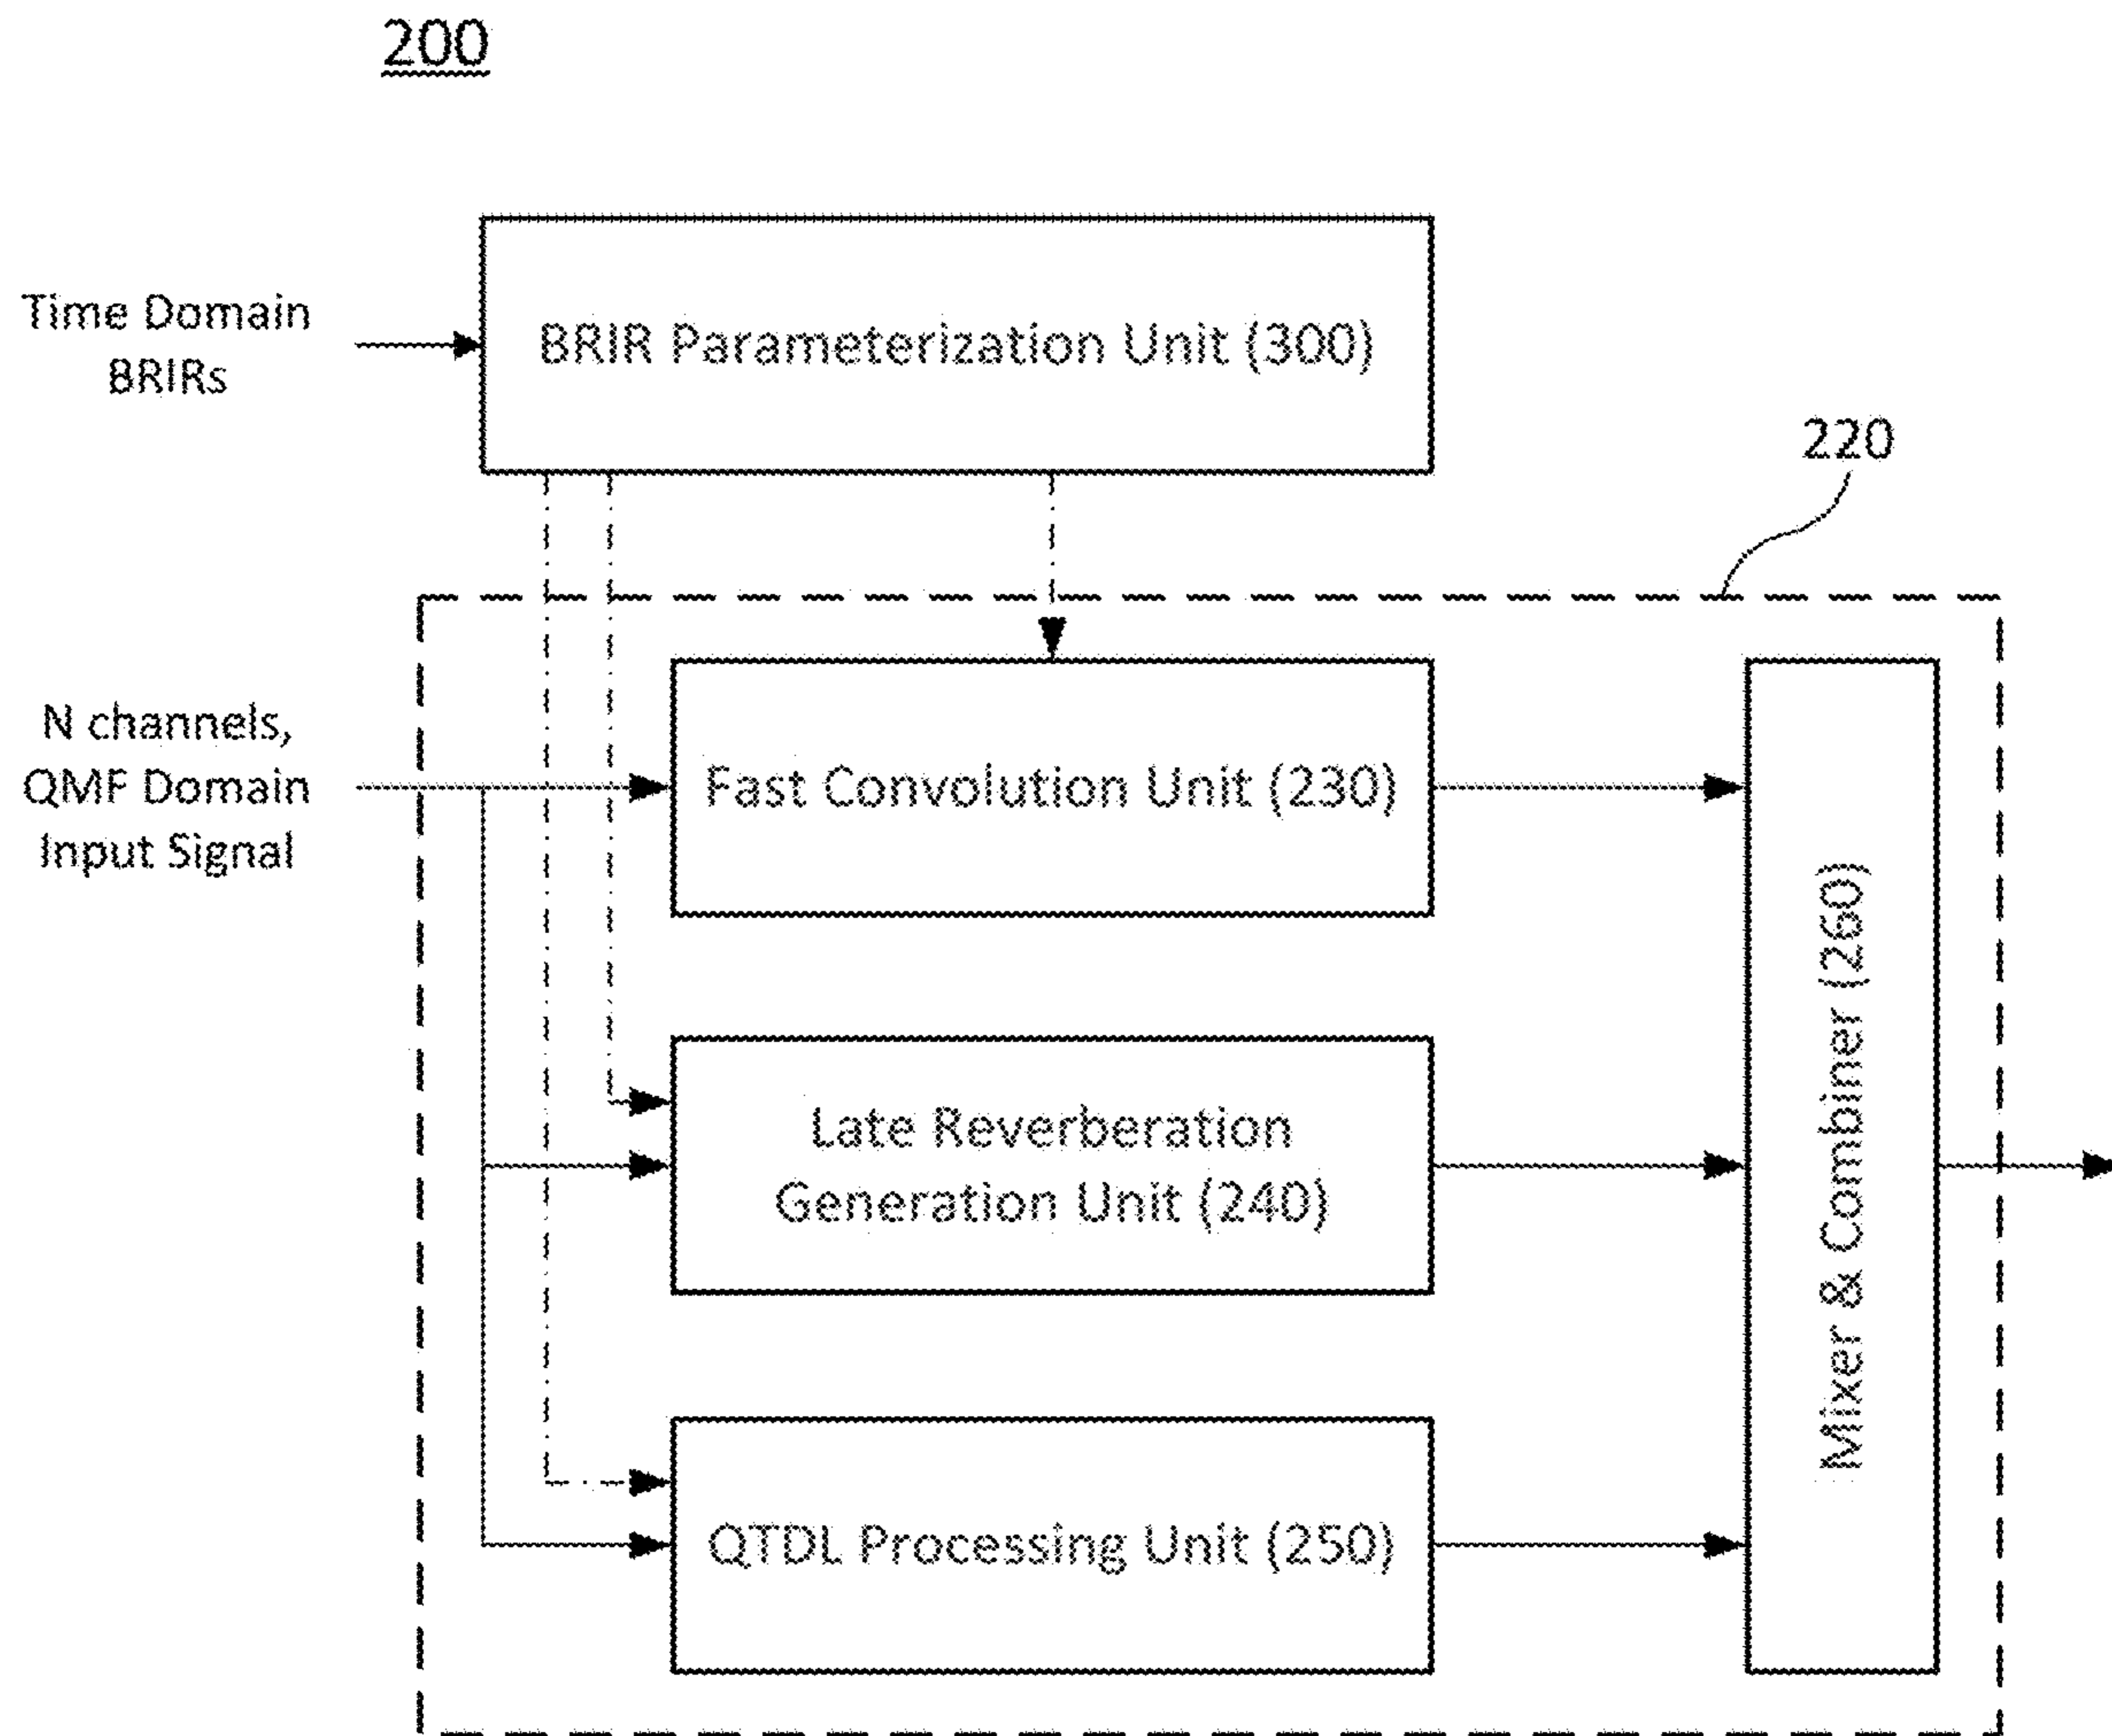 200
Time Domain
BRIRs
BRIR Parameterization Unit (300)
220
N channels,
QMF Domain
Input Signal
Fast Convolution Unit (230)
Late Reverberation
Generation Unit (240)
QTDL Processing Unit (250)
Mixer & Combiner (260)